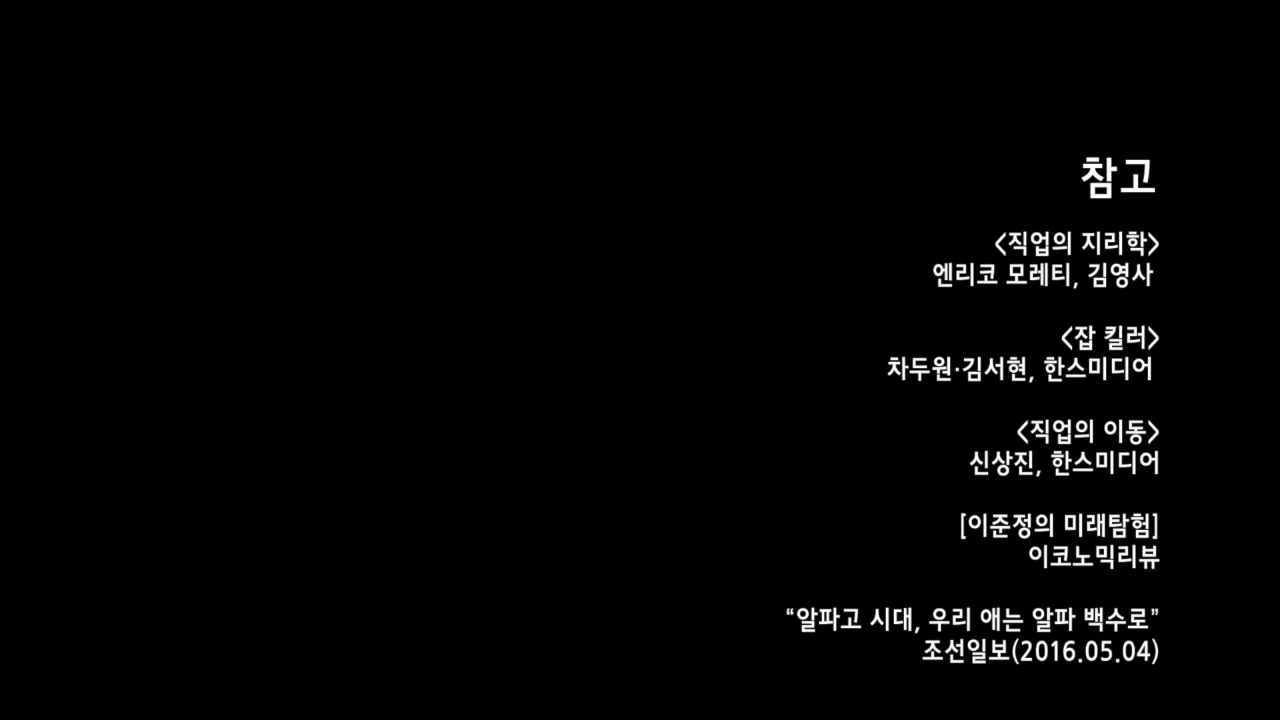 참고
<직업의 지리학>
엔리코 모레티, 김영사
<잡 킬러>
차두원·김서현, 한스미디어
<직업의 이동>
신상진, 한스미디어
[이준정의 미래탐험]
이코노믹리뷰
“알파고 시대, 우리 애는 알파 백수로”
조선일보(2016.05.04)